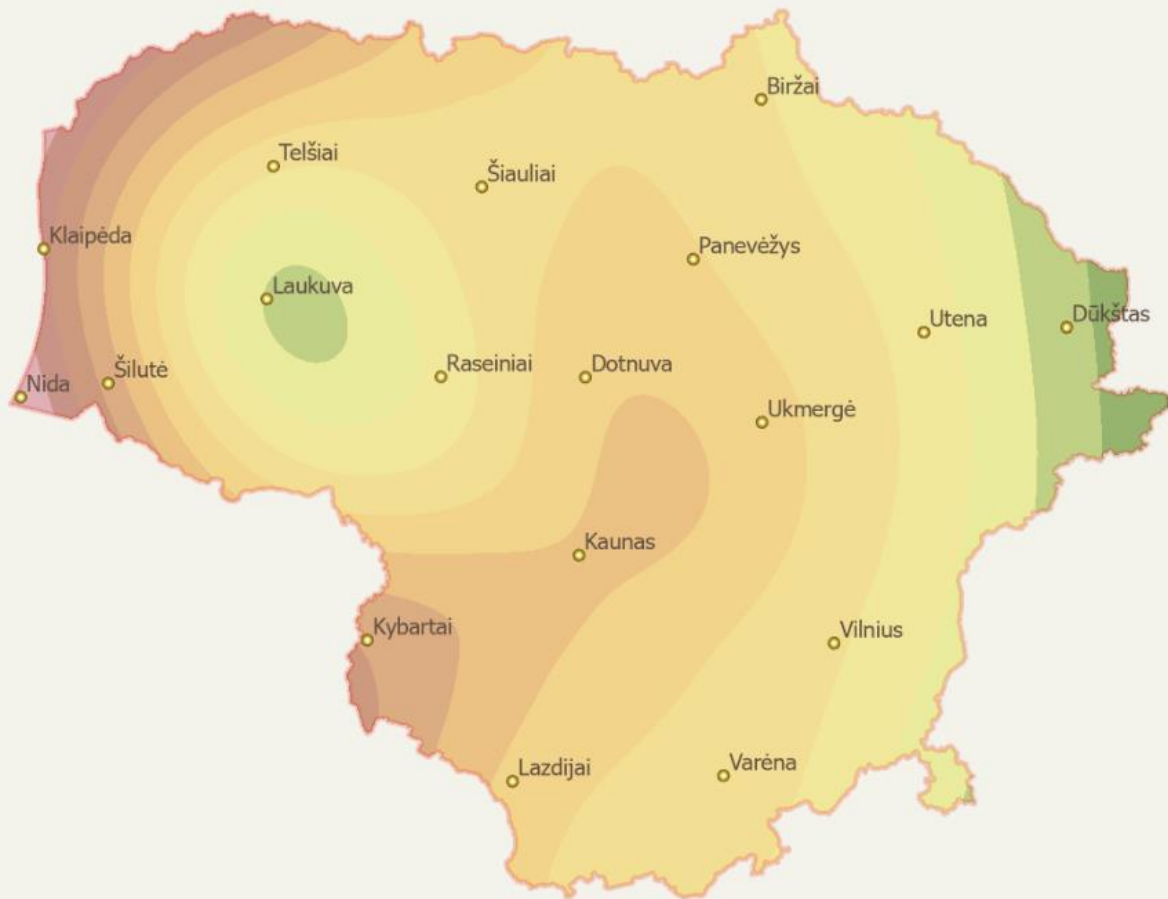 Biržai
Telšiai
Šiauliai
Klaipėda
Panevėžys
Laukuva
Utena
Dūkštas
Šilutė
Raseiniai
Dotnuva
Nida
Ukmergė
Kaunas
Kybartai
Vilnius
Lazdijai
Varėna